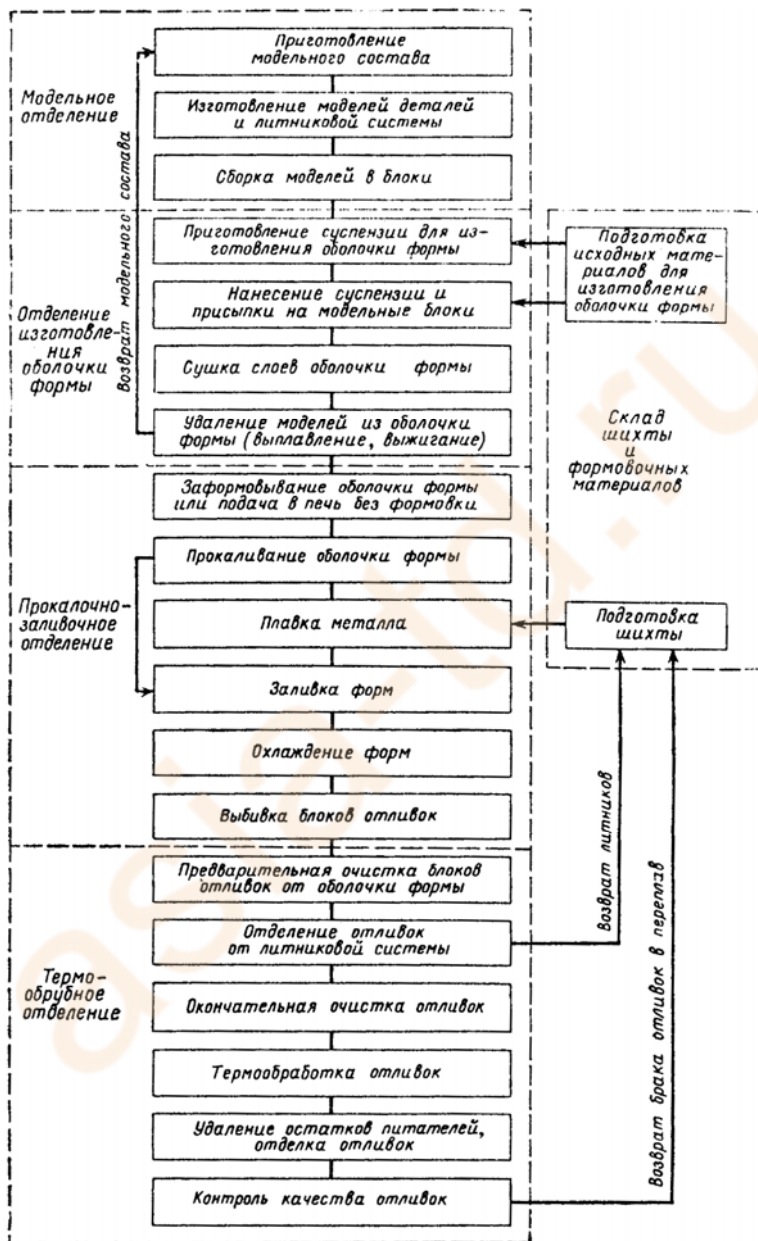 Модельное
отделение
Приготовление
модельного состава
Изготовление моделей деталей
и литниковой системы
Сборка моделей в блоки
Возврат модельного состава
Отделение
изготовле-
ния
оболочки
формы
Приготовление суспензии для из-
готовления оболочки формы
Нанесение суспензии и
присыпки на модельные блоки
Сушка слоев оболочки формы
Удаление моделей из оболочки
формы (выплавление, выжигание)
Подготовка
исходных мате-
риалов для
изготовления
оболочки формы
Склад
шихты
и
формовочных
материалов
Подготовка
шихты
Прокалочно-
заливочное
отделение
Заформовывание оболочки формы
или подача в печь без формовки
Прокаливание оболочки формы
Плавка металла
Заливка форм
Охлаждение форм
Выбивка блоков отливок
Термо-
обрубное
отделение
Предварительная очистка блоков
отливок от оболочки формы
Отделение отливок
от литниковой системы
Окончательная очистка отливок
Термообработка отливок
Удаление остатков питателей,
отделка отливок
Контроль качества отливок
Возврат литников
Возврат брака отливок в переплав
asia-td.ru